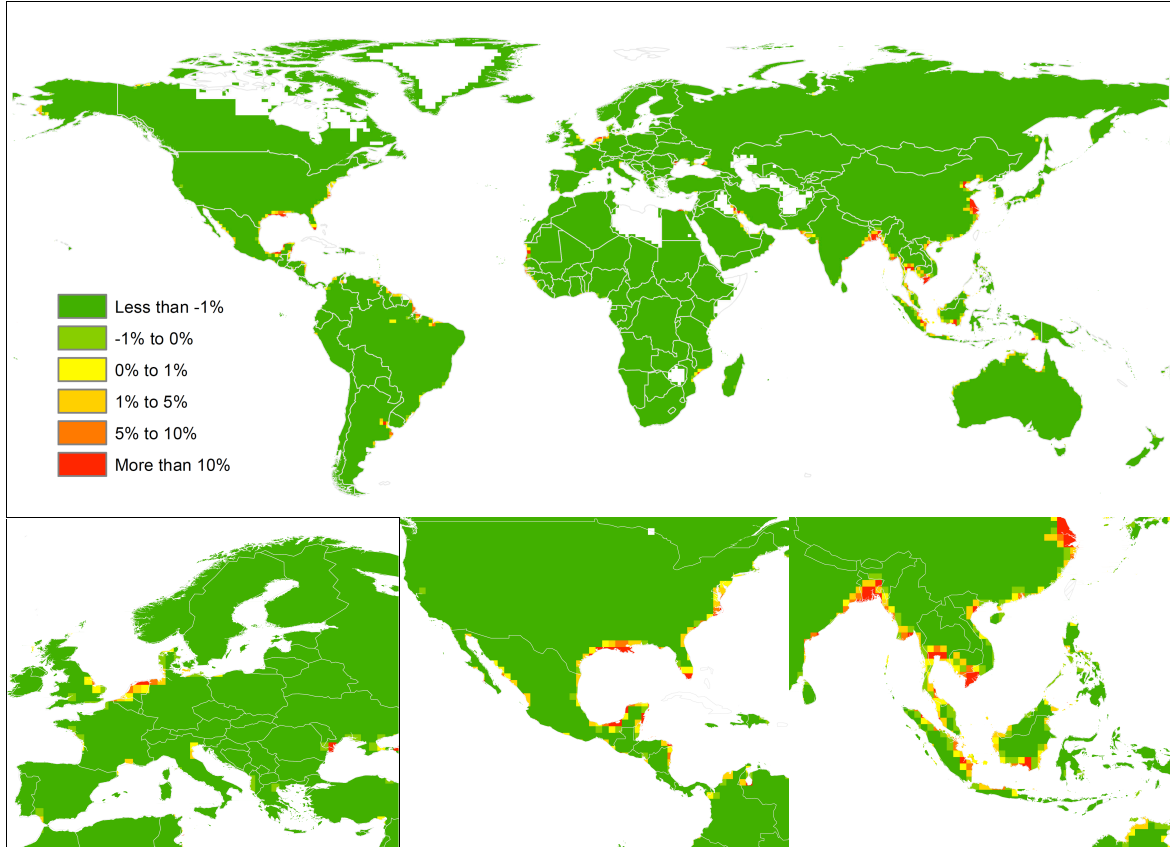 Less than -1%
-1% to 0%
0% to 1%
1% to 5%
5% to 10%
More than 10%